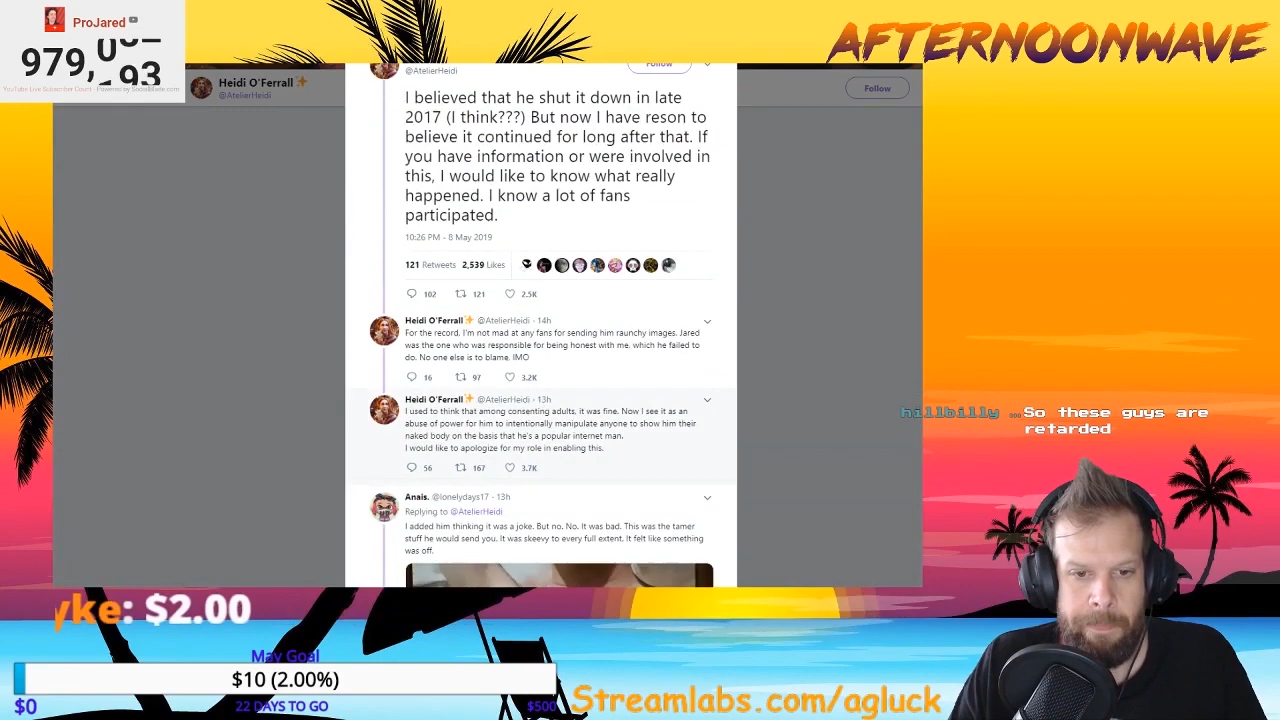 ProJared
979,
YouTube Live Subscriber Count - Powered by SocialBlade.com
AFTERNOONWAVE
Heidi O'Ferrall
@AtelierHeidi
Follow
@AtelierHeidi
Follow
I believed that he shut it down in late
2017 (I think???) But now I have reson to
believe it continued for long after that. If
you have information or were involved in
this, I would like to know what really
happened. I know a lot of fans
participated.
10:26 PM - 8 May 2019
121 Retweets 2,539 Likes
102 121 2.5K
Heidi O'Ferrall @AtelierHeidi · 14h
For the record, I'm not mad at any fans for sending him raunchy images. Jared
was the one who was responsible for being honest with me, which he failed to
do. No one else is to blame, IMO
16 97 3.2K
Heidi O'Ferrall @AtelierHeidi · 13h
I used to think that among consenting adults, it was fine. Now I see it as an
abuse of power for him to intentionally manipulate anyone to show him their
naked body on the basis that he's a popular internet man.
I would like to apologize for my role in enabling this.
56 167 3.7K
Anais. @lonelydays17 · 13h
Replying to @AtelierHeidi
I added him thinking it was a joke. But no. No. It was bad. This was the tamer
stuff he would send you. It was skeevy to every full extent. It felt like something
was off.
hillbilly ...So these guys are
retarded
yke: $2.00
May Goal
$10 (2.00%)
$0 22 DAYS TO GO $500
Streamlabs.com/agluck